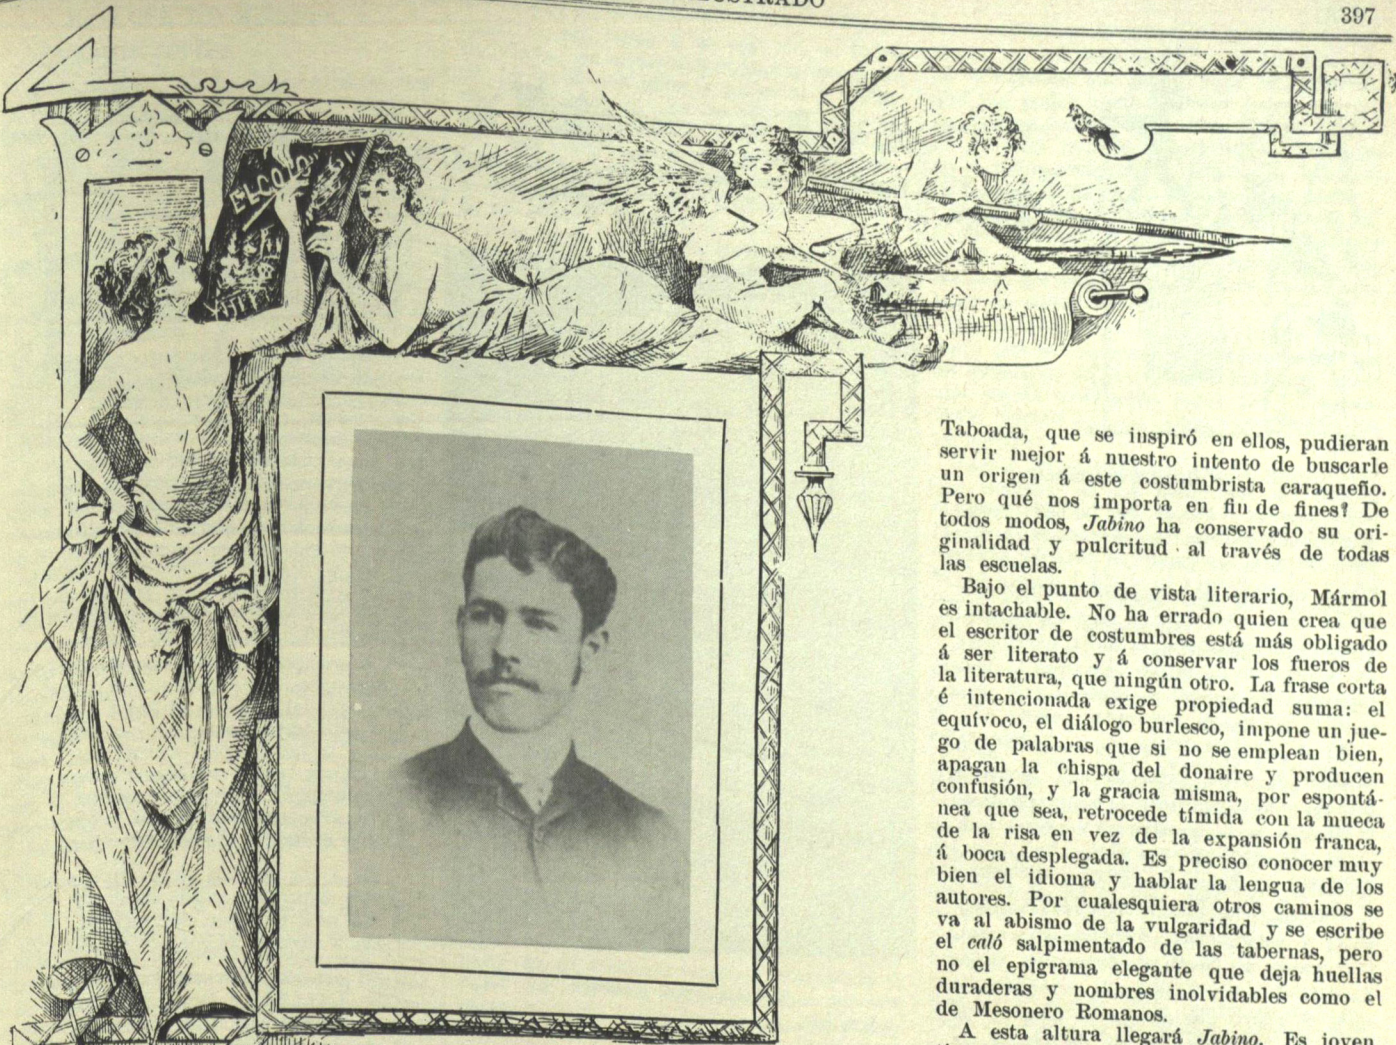 397
Taboada, que se inspiró en ellos, pudieran
servir mejor á nuestro intento de buscarle
un origen á este costumbrista caraqueño.
Pero qué nos importa en fin de fines? De
todos modos, Jabino ha conservado su ori-
ginalidad y pulcritud al través de todas
las escuelas.
Bajo el punto de vista literario, Mármol
es intachable. No ha errado quien crea que
el escritor de costumbres está más obligado
á ser literato y á conservar los fueros de
la literatura, que ningún otro. La frase corta
é intencionada exige propiedad suma: el
equívoco, el diálogo burlesco, impone un jue-
go de palabras que si no se emplean bien,
apagan la chispa del donaire y producen
confusión, y la gracia misma, por espontá-
nea que sea, retrocede tímida con la mueca
de la risa en vez de la expansión franca,
á boca desplegada. Es preciso conocer muy
bien el idioma y hablar la lengua de los
autores. Por cualesquiera otros caminos se
va al abismo de la vulgaridad y se escribe
el caló salpimentado de las tabernas, pero
no el epigrama elegante que deja huellas
duraderas y nombres inolvidables como el
de Mesonero Romanos.
A esta altura llegará Jabino. Es joven